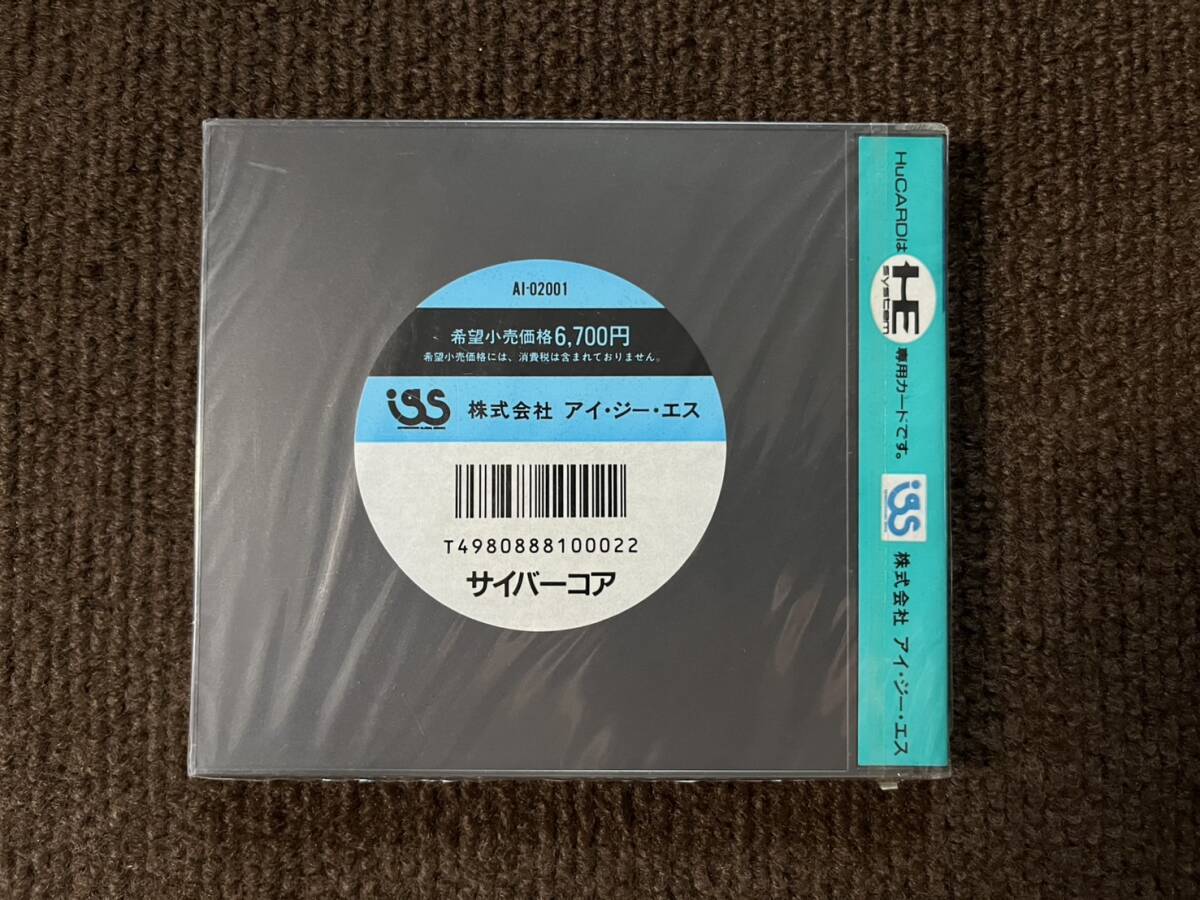 AI-02001
希望小売価格6,700円
希望小売価格には、消費税は含まれておりません。
igs 株式会社 アイ・ジー・エス
T4980888100022
サイバーコア
HuCARDは HE system 専用カードです。 igs 株式会社 アイ・ジー・エス